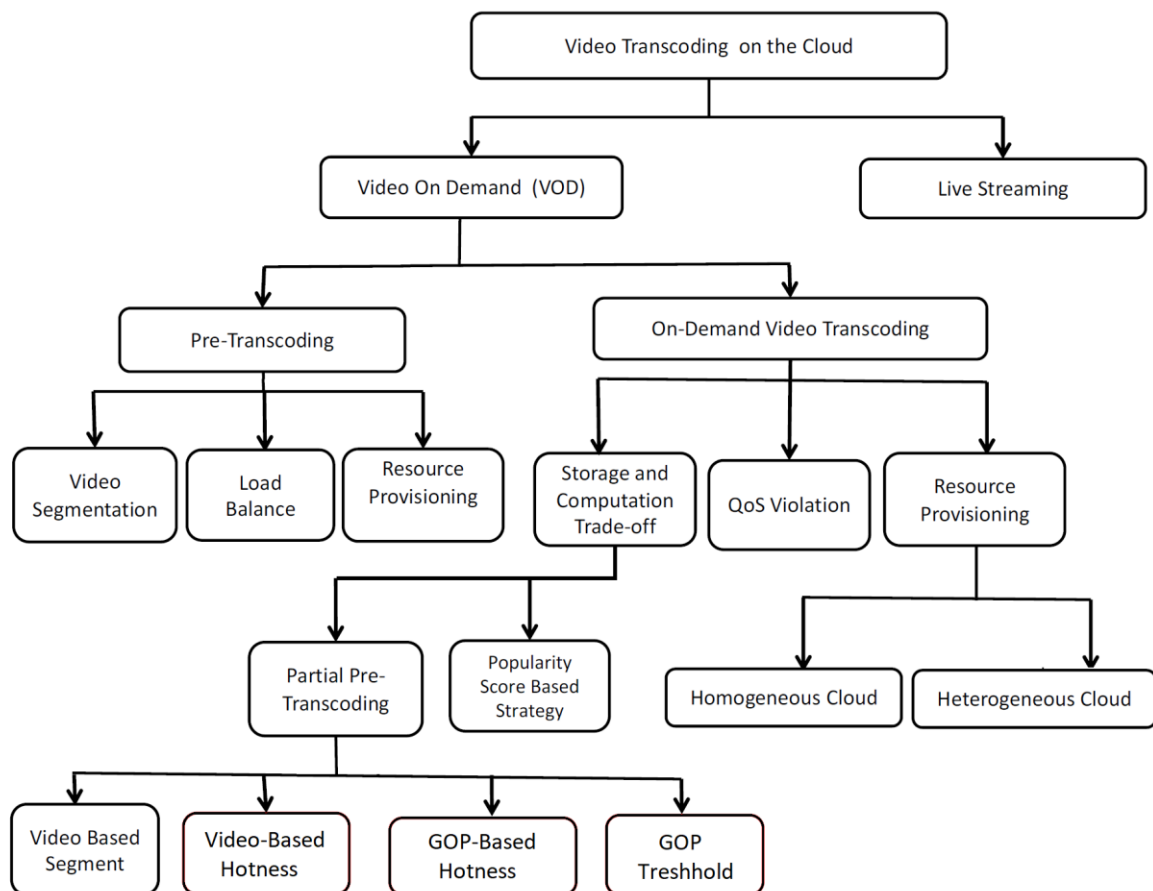 Video Transcoding on the Cloud
Video On Demand (VOD)
Live Streaming
Pre-Transcoding
On-Demand Video Transcoding
Video
Segmentation
Load
Balance
Resource
Provisioning
Storage and
Computation
Trade-off
QoS Violation
Resource
Provisioning
Partial Pre-
Transcoding
Popularity
Score Based
Strategy
Homogeneous Cloud
Heterogeneous Cloud
Video Based
Segment
Video-Based
Hotness
GOP-Based
Hotness
GOP
Treshhold